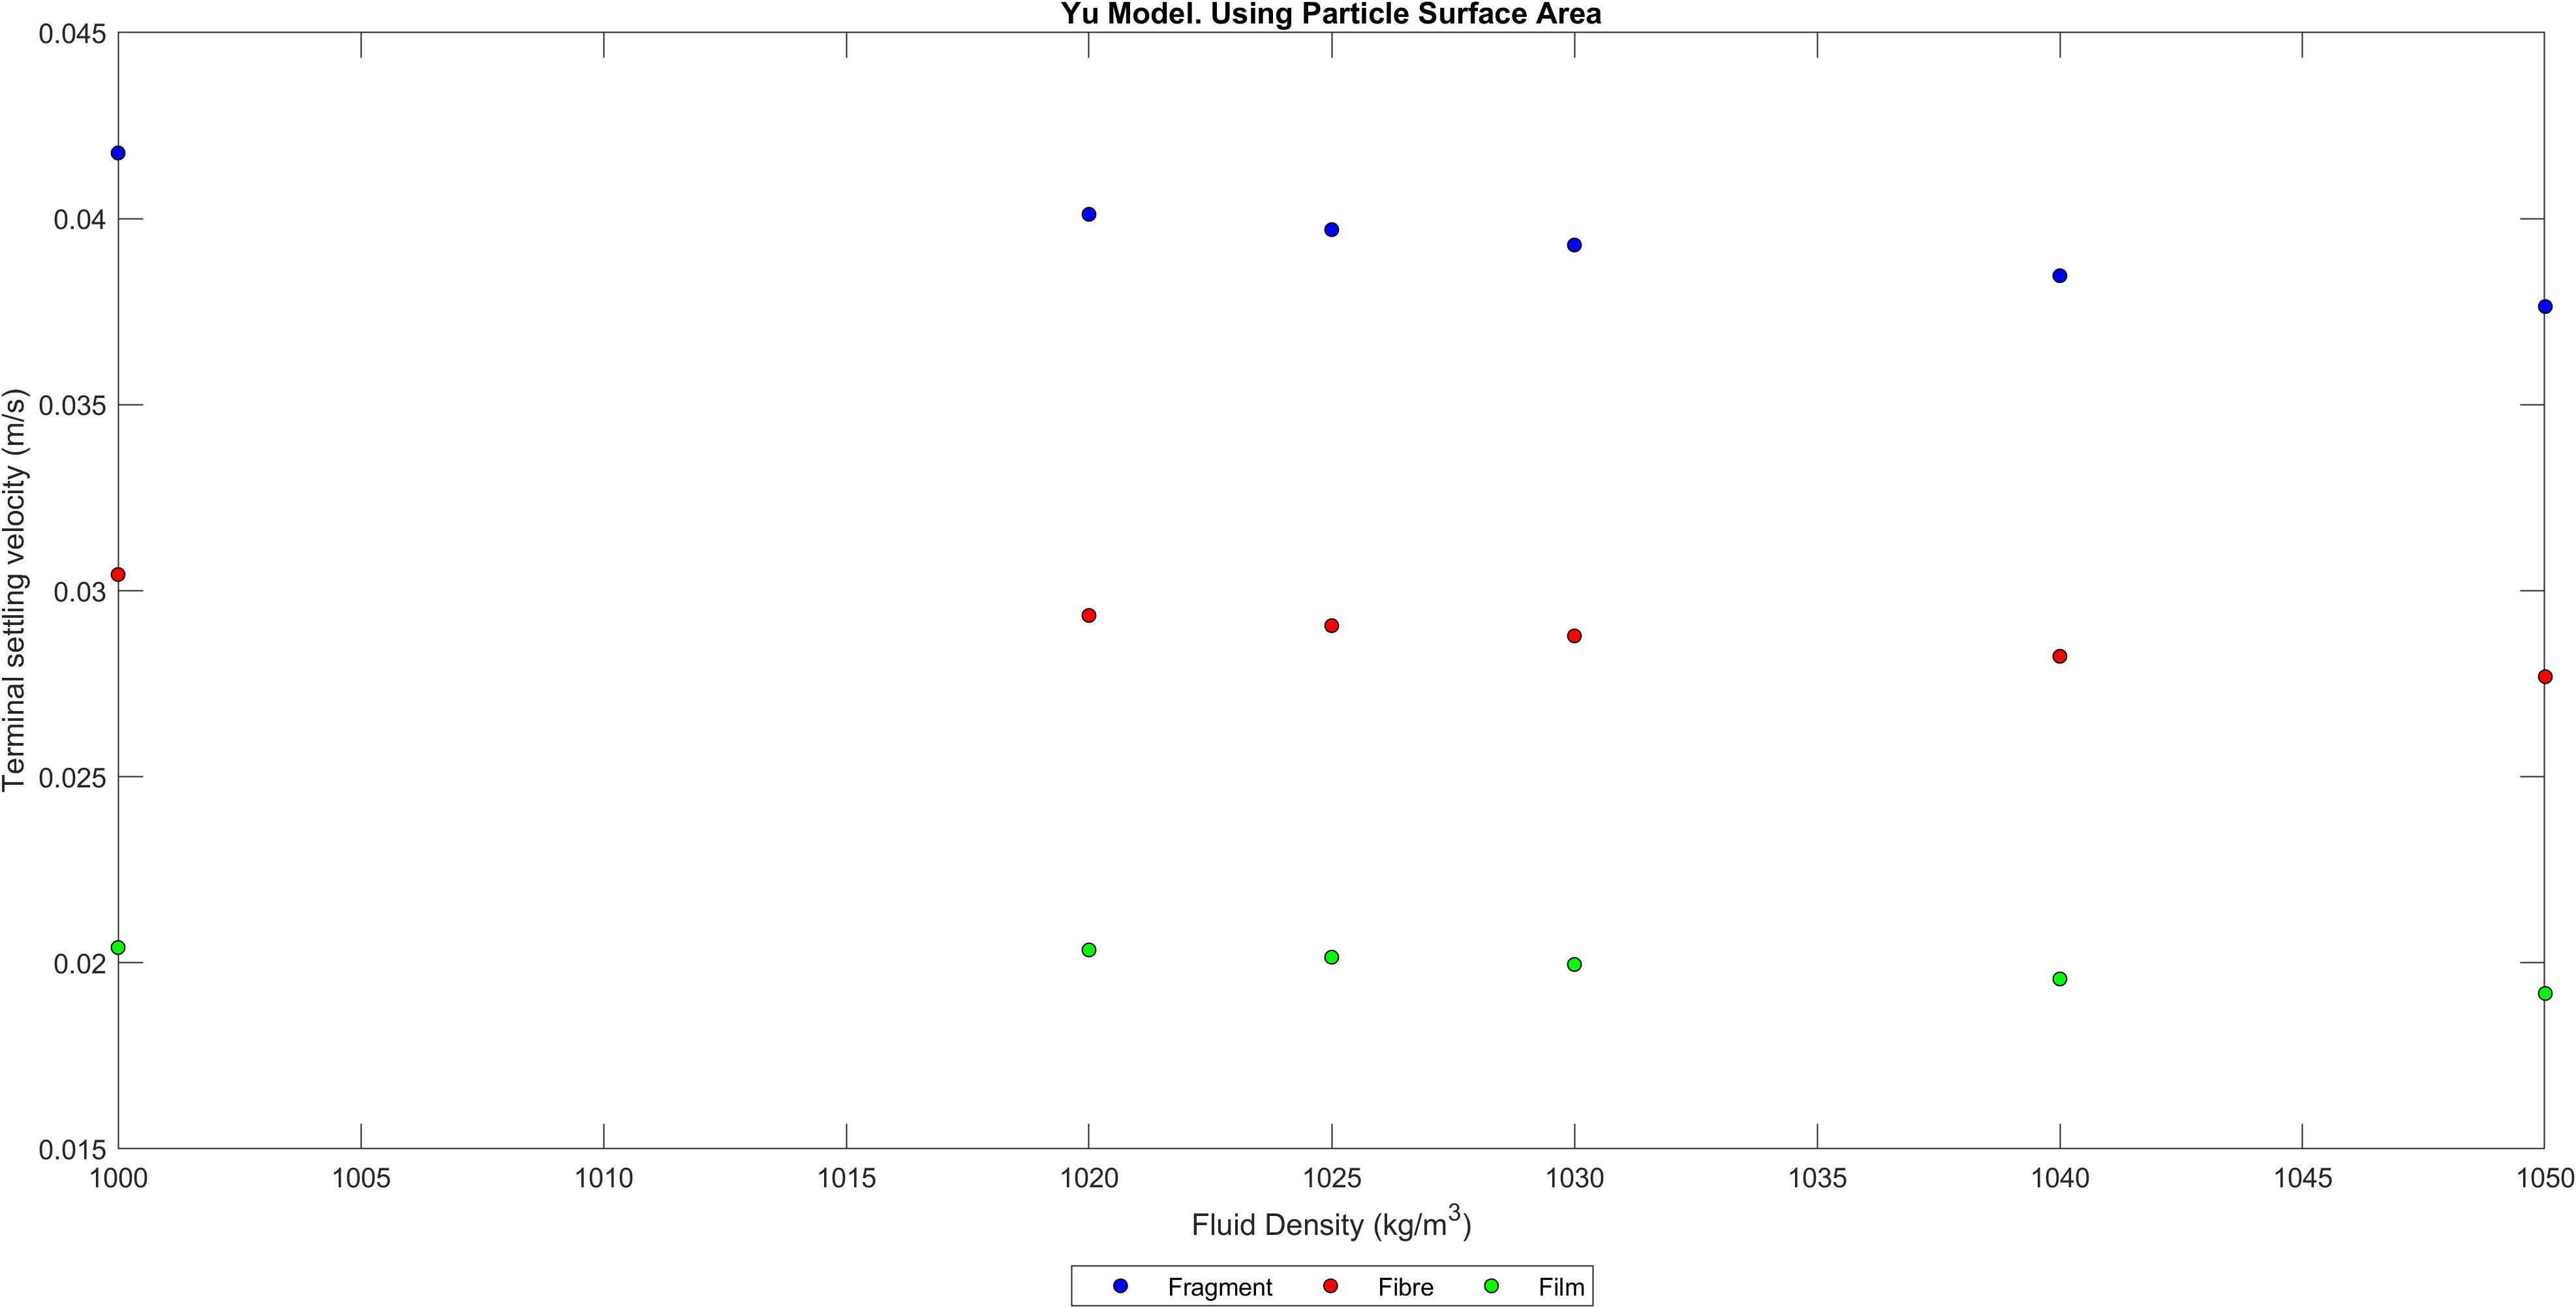 Yu Model. Using Particle Surface Area
Terminal settling velocity (m/s)
0.045
0.04
0.035
0.03
0.025
0.02
0.015
1000 1005 1010 1015 1020 1025 1030 1035 1040 1045 1050
Fluid Density (kg/m³)
Fragment Fibre Film